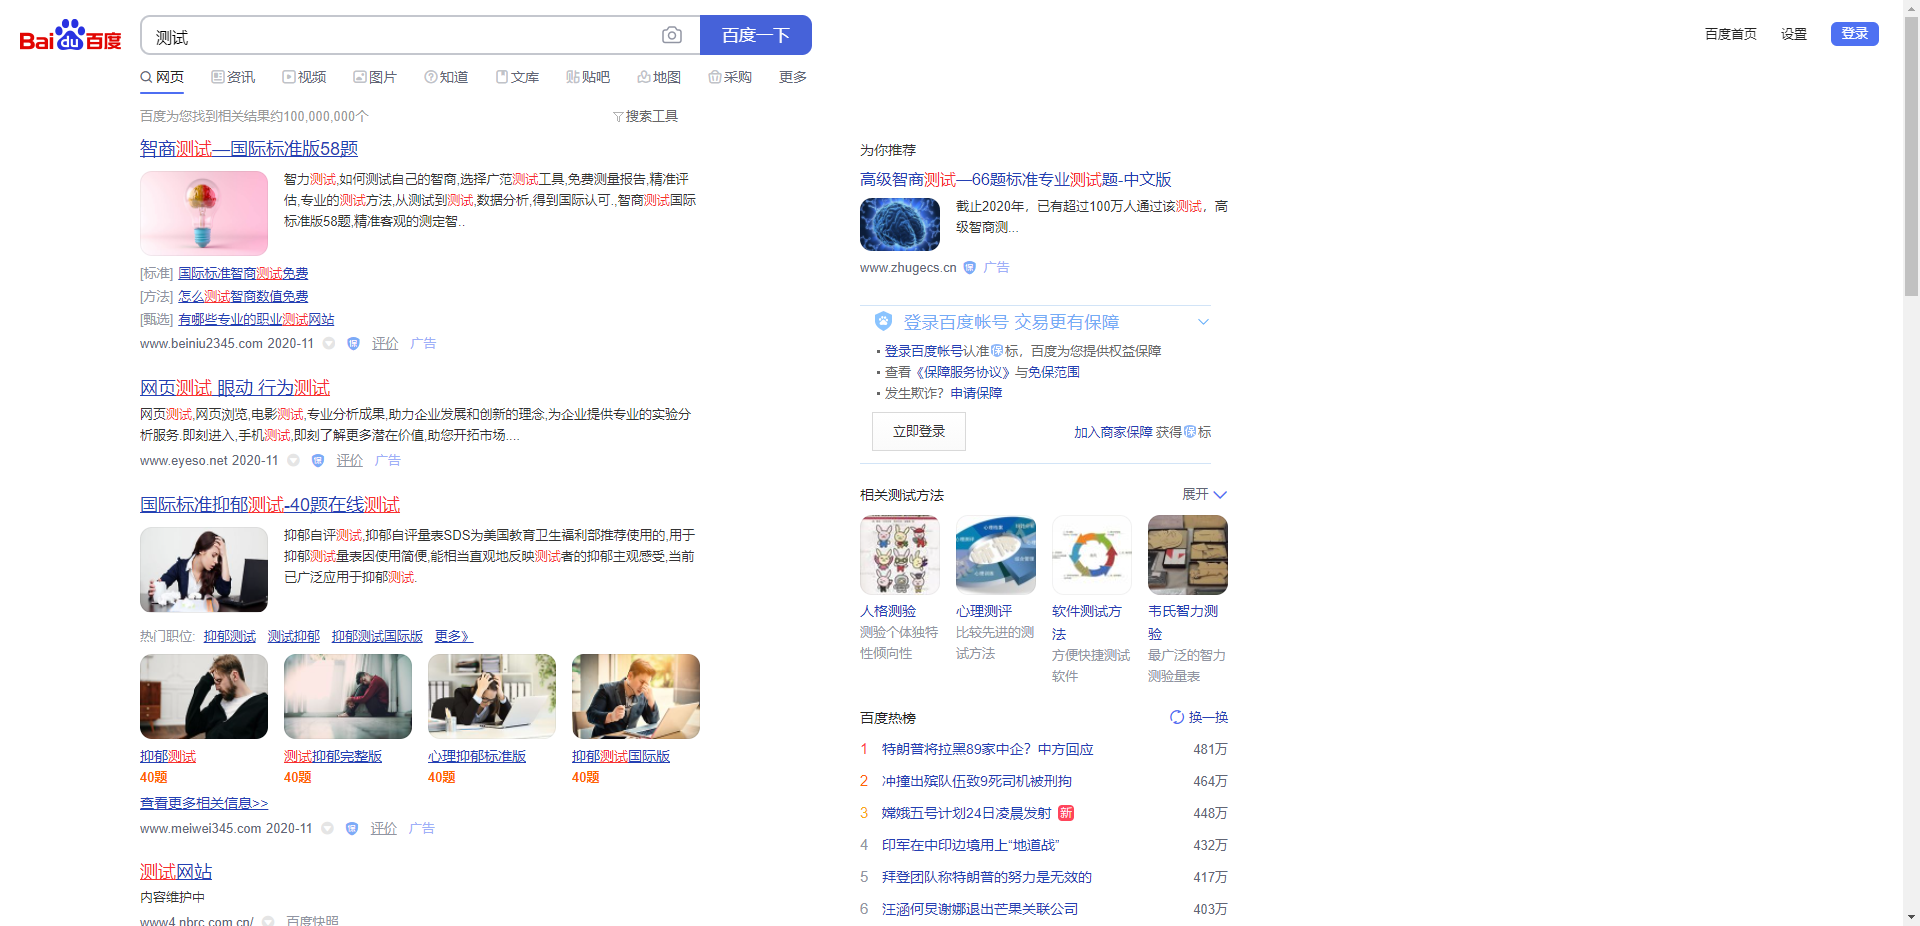 Bai du 百度
测试
百度一下
百度首页 设置 登录
网页 资讯 视频 图片 知道 文库 贴吧 地图 采购 更多
百度为您找到相关结果约100,000,000个 搜索工具
智商测试—国际标准版58题
智力测试,如何测试自己的智商,选择广范测试工具,免费测量报告,精准评
估,专业的测试方法,从测试到测试,数据分析,得到国际认可.,智商测试国际
标准版58题,精准客观的测定智..
[标准] 国际标准智商测试免费
[方法] 怎么测试智商数值免费
[甄选] 有哪些专业的职业测试网站
www.beiniu2345.com 2020-11 保 评价 广告
网页测试 眼动 行为测试
网页测试,网页浏览,电影测试,专业分析成果,助力企业发展和创新的理念,为企业提供专业的实验分
析服务.即刻进入,手机测试,即刻了解更多潜在价值,助您开拓市场....
www.eyeso.net 2020-11 保 评价 广告
国际标准抑郁测试-40题在线测试
抑郁自评测试,抑郁自评量表SDS为美国教育卫生福利部推荐使用的,用于
抑郁测试量表因使用简便,能相当直观地反映测试者的抑郁主观感受,当前
已广泛应用于抑郁测试.
热门职位: 抑郁测试 测试抑郁 抑郁测试国际版 更多》
抑郁测试 测试抑郁完整版 心理抑郁标准版 抑郁测试国际版
40题 40题 40题 40题
查看更多相关信息>>
www.meiwei345.com 2020-11 保 评价 广告
测试网站
内容维护中
www4.nbrc.com.cn/ 百度快照
为你推荐
高级智商测试—66题标准专业测试题-中文版
截止2020年，已有超过100万人通过该测试，高
级智商测...
www.zhugecs.cn 保 广告
登录百度帐号 交易更有保障
登录百度帐号认准保标，百度为您提供权益保障
查看《保障服务协议》与免保范围
发生欺诈？申请保障
立即登录 加入商家保障 获得保标
相关测试方法 展开
人格测验
测验个体独特
性倾向性
心理测评
比较先进的测
试方法
软件测试方
法
方便快捷测试
软件
韦氏智力测
验
最广泛的智力
测验量表
百度热榜 换一换
1 特朗普将拉黑89家中企？中方回应 481万
2 冲撞出殡队伍致9死司机被刑拘 464万
3 嫦娥五号计划24日凌晨发射 新 448万
4 印军在中印边境用上“地道战” 432万
5 拜登团队称特朗普的努力是无效的 417万
6 汪涵何炅谢娜退出芒果关联公司 403万